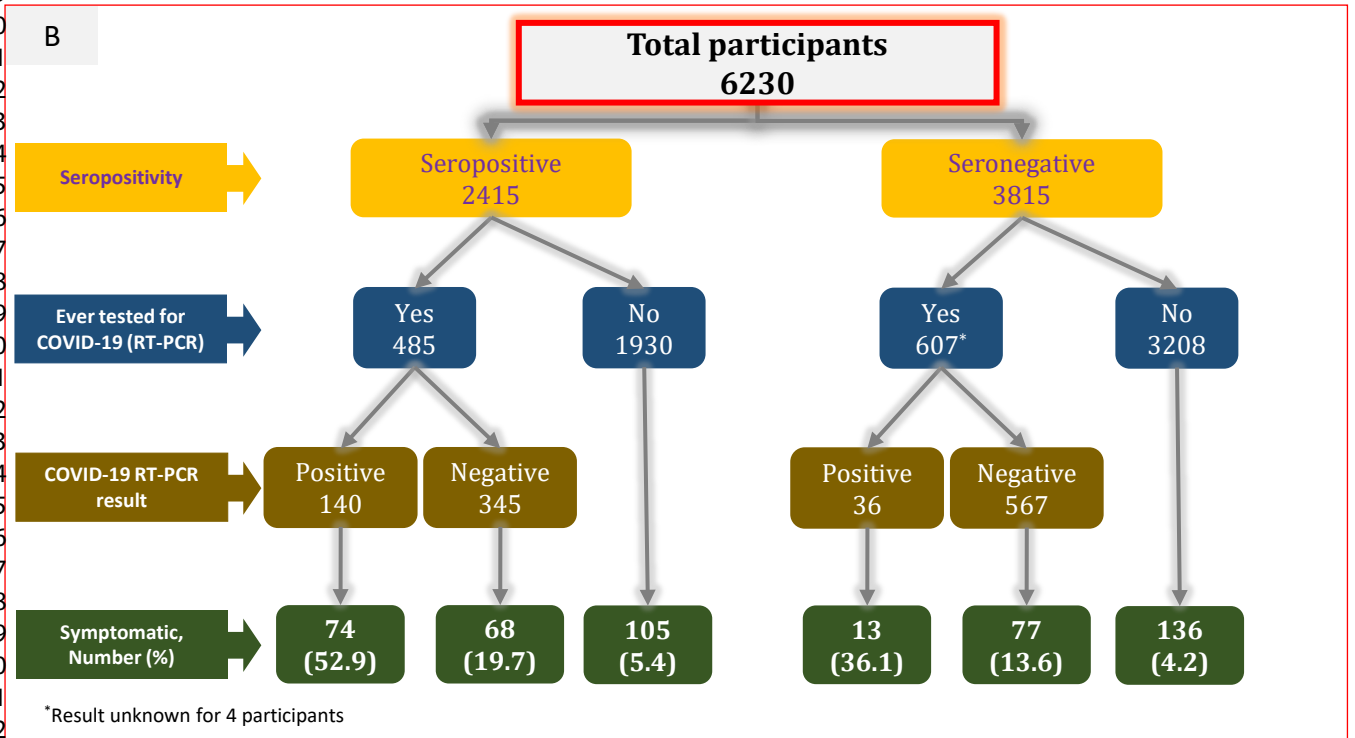 B
Total participants
6230
Seropositivity
Seropositive
2415
Seronegative
3815
Ever tested for
COVID-19 (RT-PCR)
Yes
485
No
1930
Yes
607*
No
3208
COVID-19 RT-PCR
result
Positive
140
Negative
345
Positive
36
Negative
567
Symptomatic,
Number (%)
74
(52.9)
68
(19.7)
105
(5.4)
13
(36.1)
77
(13.6)
136
(4.2)
*Result unknown for 4 participants